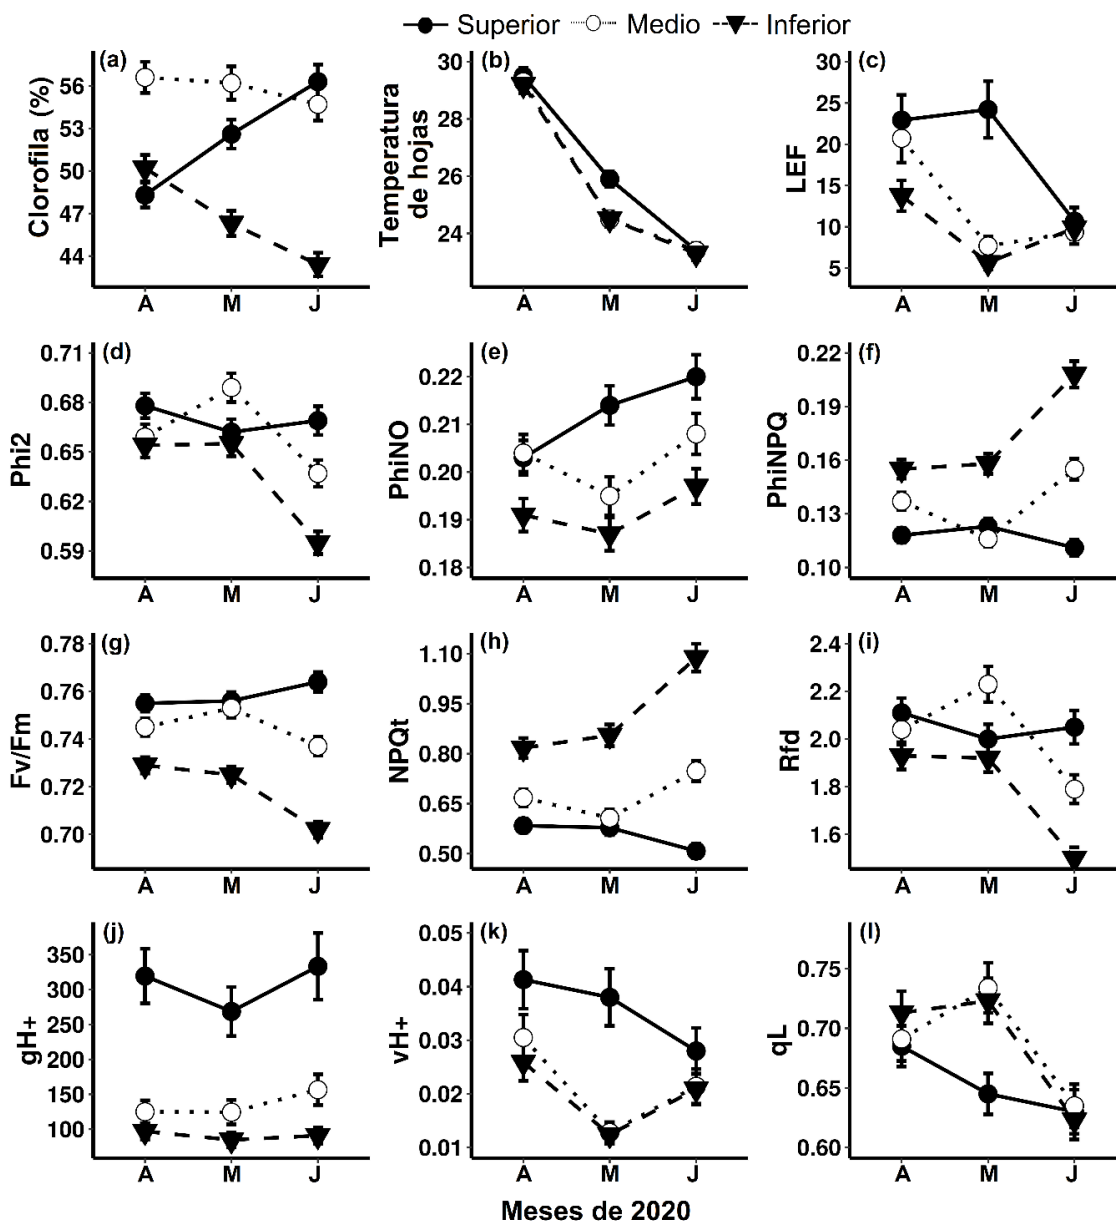 Superior Medio Inferior
(a)
Clorofila (%)
56
53
50
47
44
A M J
(b)
Temperatura
de hojas
30
28
26
24
A M J
(c)
LEF
30
25
20
15
10
5
A M J
(d)
Phi2
0.71
0.68
0.65
0.62
0.59
A M J
(e)
PhiNO
0.22
0.21
0.20
0.19
0.18
A M J
(f)
PhiNPQ
0.22
0.19
0.16
0.13
0.10
A M J
(g)
Fv/Fm
0.78
0.76
0.74
0.72
0.70
A M J
(h)
NPQt
1.10
0.95
0.80
0.65
0.50
A M J
(i)
Rfd
2.4
2.2
2.0
1.8
1.6
A M J
(j)
gH+
350
300
250
200
150
100
A M J
(k)
vH+
0.05
0.04
0.03
0.02
0.01
A M J
(l)
qL
0.75
0.70
0.65
0.60
A M J
Meses de 2020